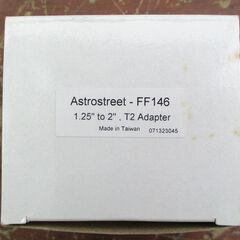 Astrostreet - FF146
1.25" to 2" , T2 Adapter
Made in Taiwan 071323045